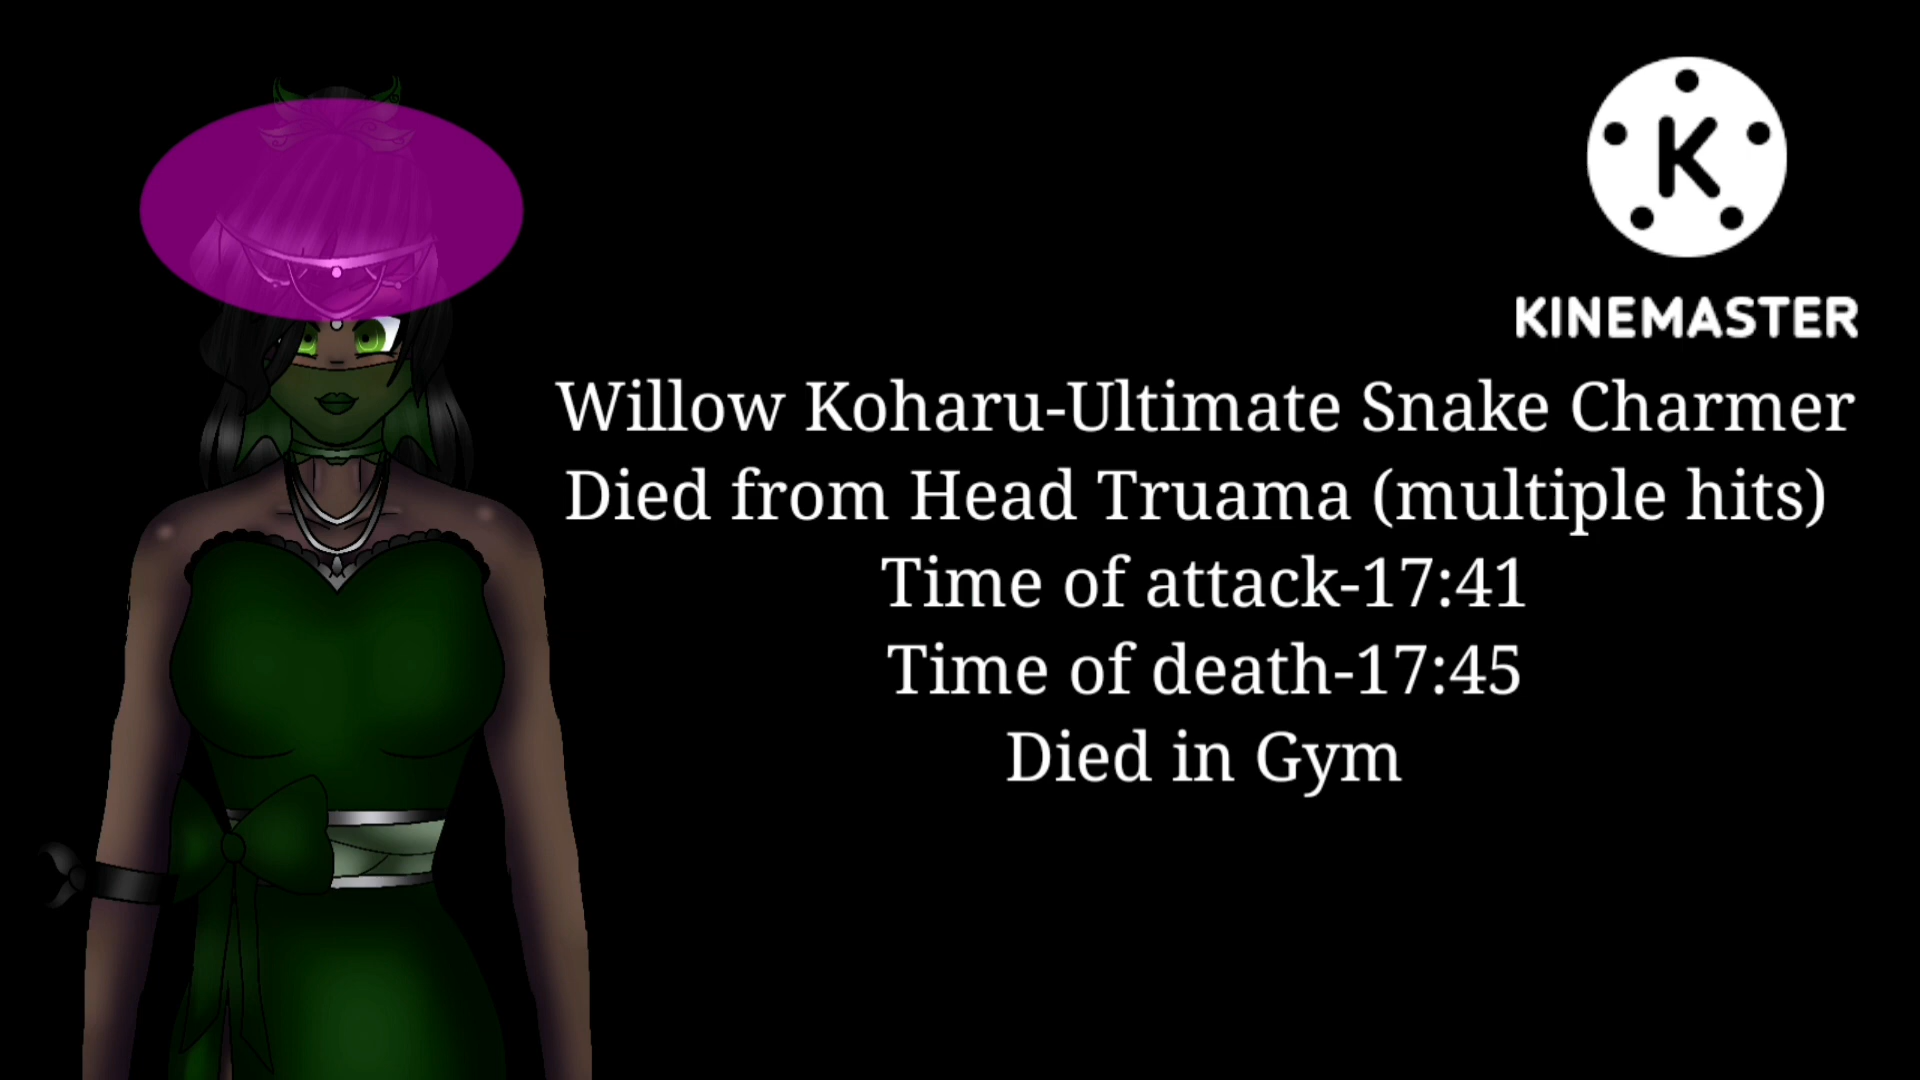 K
KINEMASTER
Willow Koharu-Ultimate Snake Charmer
Died from Head Truama (multiple hits)
Time of attack-17:41
Time of death-17:45
Died in Gym